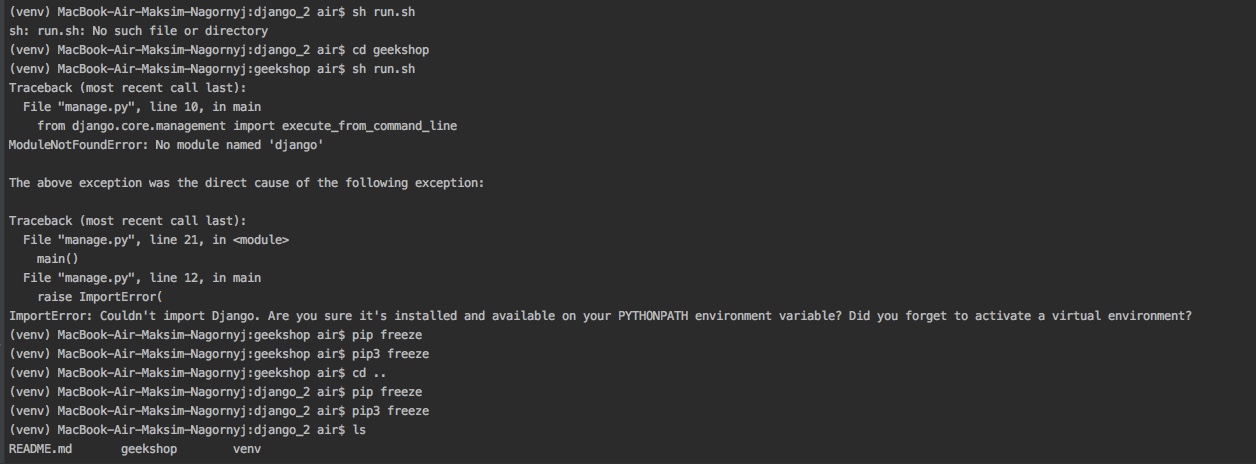 (venv) MacBook-Air-Maksim-Nagornyj:django_2 air$ sh run.sh
sh: run.sh: No such file or directory
(venv) MacBook-Air-Maksim-Nagornyj:django_2 air$ cd geekshop
(venv) MacBook-Air-Maksim-Nagornyj:geekshop air$ sh run.sh
Traceback (most recent call last):
  File "manage.py", line 10, in main
    from django.core.management import execute_from_command_line
ModuleNotFoundError: No module named 'django'

The above exception was the direct cause of the following exception:

Traceback (most recent call last):
  File "manage.py", line 21, in <module>
    main()
  File "manage.py", line 12, in main
    raise ImportError(
ImportError: Couldn't import Django. Are you sure it's installed and available on your PYTHONPATH environment variable? Did you forget to activate a virtual environment?
(venv) MacBook-Air-Maksim-Nagornyj:geekshop air$ pip freeze
(venv) MacBook-Air-Maksim-Nagornyj:geekshop air$ pip3 freeze
(venv) MacBook-Air-Maksim-Nagornyj:geekshop air$ cd ..
(venv) MacBook-Air-Maksim-Nagornyj:django_2 air$ pip freeze
(venv) MacBook-Air-Maksim-Nagornyj:django_2 air$ pip3 freeze
(venv) MacBook-Air-Maksim-Nagornyj:django_2 air$ ls
README.md       geekshop        venv